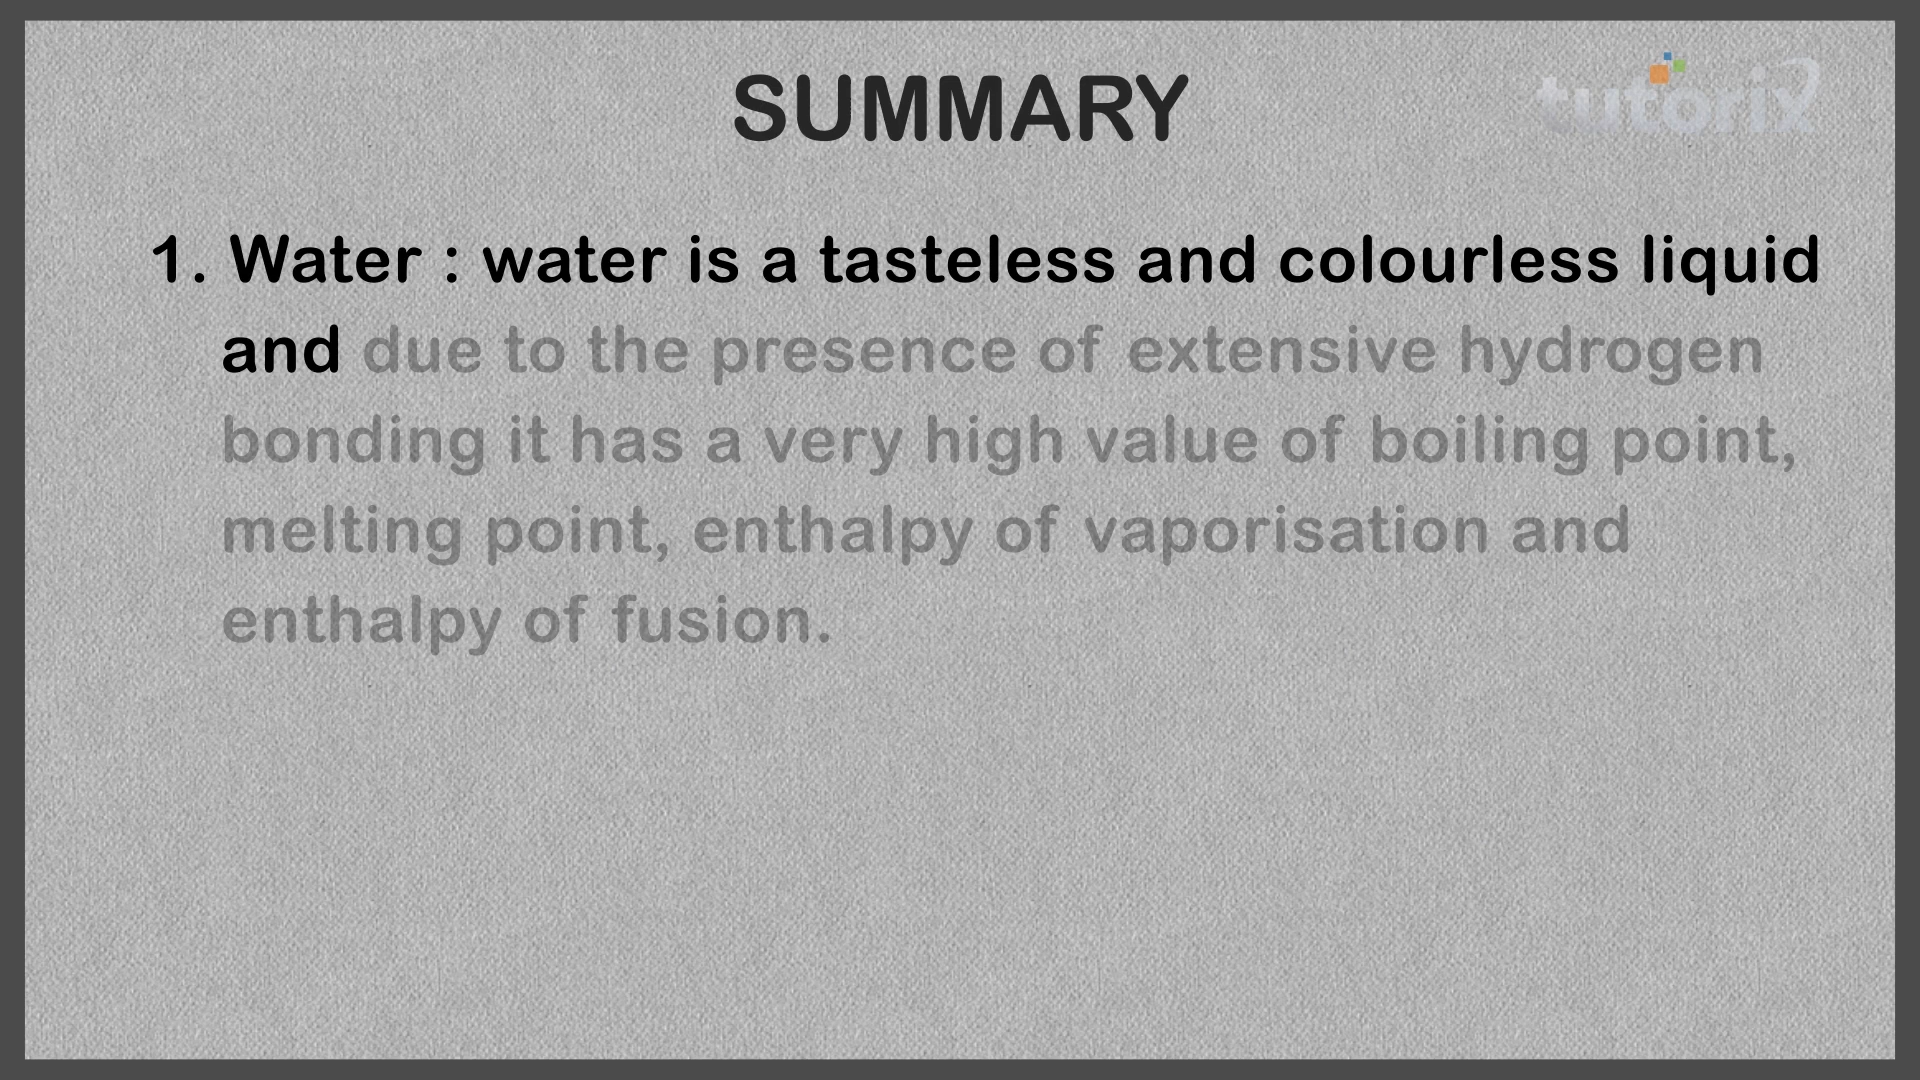 SUMMARY
tutorix
1. Water : water is a tasteless and colourless liquid
and due to the presence of extensive hydrogen
bonding it has a very high value of boiling point,
melting point, enthalpy of vaporisation and
enthalpy of fusion.